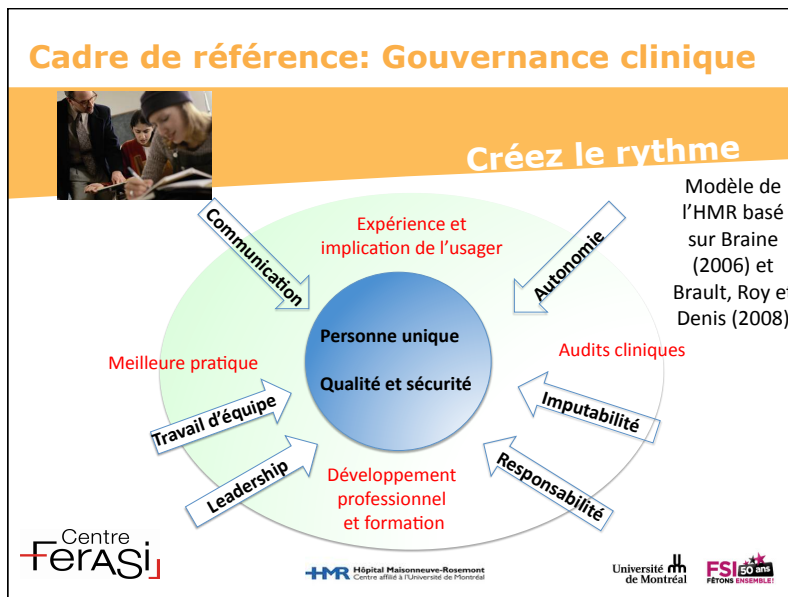 Cadre de référence: Gouvernance clinique
Créez le rythme
Communication
Expérience et
implication de l'usager
Autonomie
Modèle de
l'HMR basé
sur Braine
(2006) et
Brault, Roy et
Denis (2008)
Personne unique
Qualité et sécurité
Meilleure pratique
Audits cliniques
Travail d'équipe
Imputabilité
Leadership
Développement
professionnel
et formation
Responsabilité
Centre
FERASI
HMR Hôpital Maisonneuve-Rosemont
Centre affilié à l'Université de Montréal
Université
de Montréal
FSI 50 ans
FÊTONS ENSEMBLE!